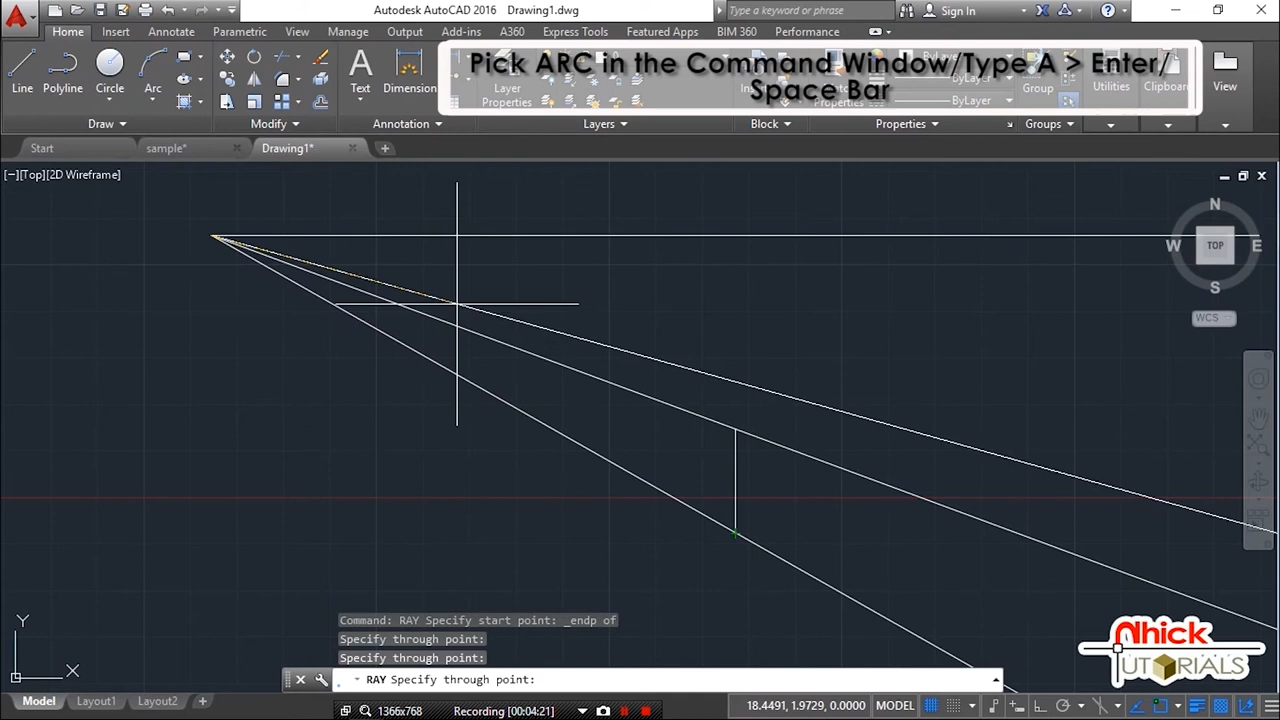 Autodesk AutoCAD 2016 Drawing1.dwg
Type a keyword or phrase
Sign In
Home Insert Annotate Parametric View Manage Output Add-ins A360 Express Tools Featured Apps BIM 360 Performance
Pick ARC in the Command Window/Type A > Enter/
Space Bar
Line Polyline Circle Arc Text Dimension Layer Properties Group Utilities Clipboard View
ByLayer
ByLayer
Draw Modify Annotation Layers Block Properties Groups
Start sample* Drawing1*
[−][Top][2D Wireframe]
N
W TOP E
S
WCS
Command: RAY Specify start point: _endp of
Specify through point:
Specify through point:
RAY Specify through point:
Y
X
Nhick
TUTORIALS
Model Layout1 Layout2
18.4491, 1.9729, 0.0000 MODEL
1366x768 Recording [00:04:21]